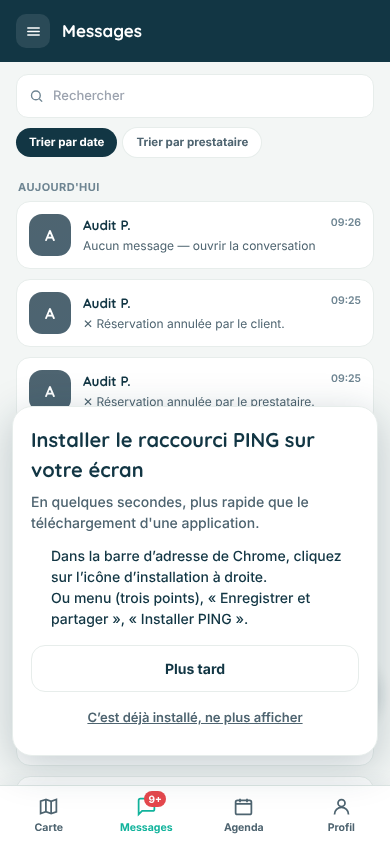 Messages
Rechercher
Trier par date
Trier par prestataire
AUJOURD'HUI
A
Audit P.
09:26
Aucun message — ouvrir la conversation
A
Audit P.
09:25
✕ Réservation annulée par le client.
A
Audit P.
09:25
✕ Réservation annulée par le prestataire.
Installer le raccourci PING sur
votre écran
En quelques secondes, plus rapide que le
téléchargement d'une application.
Dans la barre d’adresse de Chrome, cliquez
sur l’icône d’installation à droite.
Ou menu (trois points), « Enregistrer et
partager », « Installer PING ».
Plus tard
C’est déjà installé, ne plus afficher
9+
Carte
Messages
Agenda
Profil